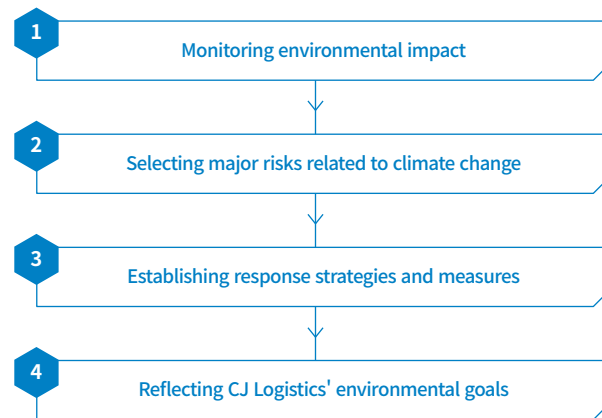 1
Monitoring environmental impact
2
Selecting major risks related to climate change
3
Establishing response strategies and measures
4
Reflecting CJ Logistics' environmental goals